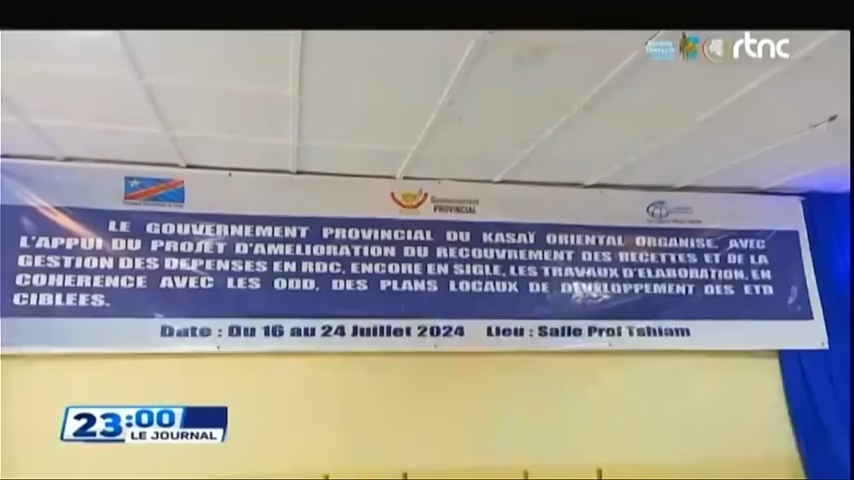 rtnc
Gouvernement
PROVINCIAL
LE GOUVERNEMENT PROVINCIAL DU KASAÏ ORIENTAL ORGANISE, AVEC
L'APPUI DU PROJET D'AMELIORATION DU RECOUVREMENT DES RECETTES ET DE LA
GESTION DES DEPENSES EN RDC, ENCORE EN SIGLE, LES TRAVAUX D'ELABORATION, EN
COHERENCE AVEC LES ODD, DES PLANS LOCAUX DE DEVELOPPEMENT DES ETD
CIBLEES.
Date : Du 16 au 24 Juillet 2024 Lieu : Salle Prof Tshiam
23:00
LE JOURNAL